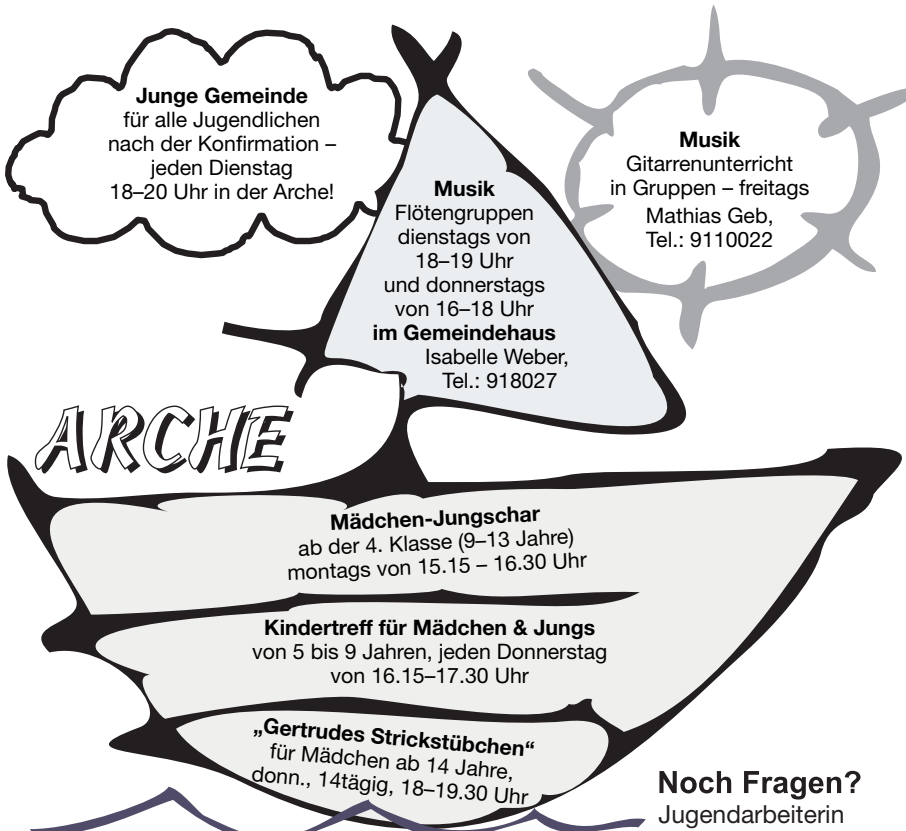 Junge Gemeinde
für alle Jugendlichen
nach der Konfirmation –
jeden Dienstag
18–20 Uhr in der Arche!
Musik
Flötengruppen
dienstags von
18–19 Uhr
und donnerstags
von 16–18 Uhr
im Gemeindehaus
Isabelle Weber,
Tel.: 918027
Musik
Gitarrenunterricht
in Gruppen – freitags
Mathias Geb,
Tel.: 9110022
ARCHE
Mädchen-Jungschar
ab der 4. Klasse (9–13 Jahre)
montags von 15.15 – 16.30 Uhr
Kindertreff für Mädchen & Jungs
von 5 bis 9 Jahren, jeden Donnerstag
von 16.15–17.30 Uhr
„Gertrudes Strickstübchen“
für Mädchen ab 14 Jahre,
donn., 14tägig, 18–19.30 Uhr
Noch Fragen?
Jugendarbeiterin